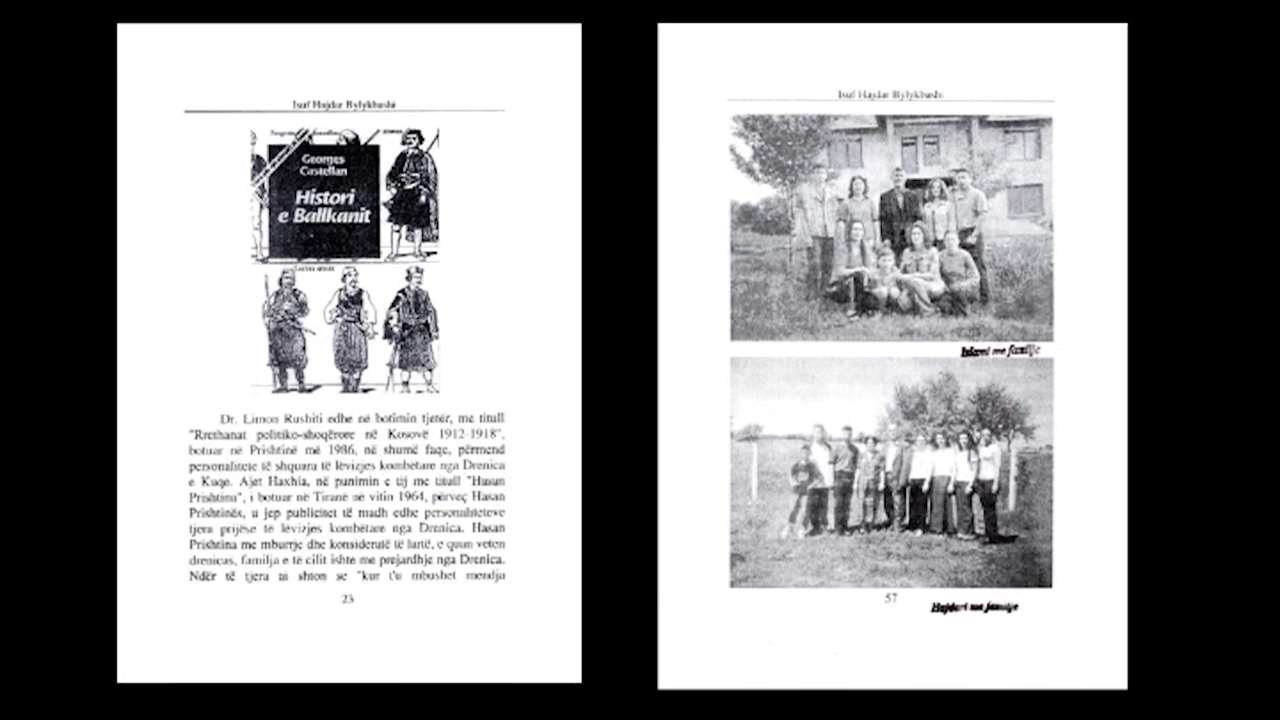 Isuf Hajdar Bylykbashi
Georges
Castellan
Histori
e Ballkanit
Dr. Limon Rushiti edhe në botimin tjetër, me titull
"Rrethanat politiko-shoqërore në Kosovë 1912-1918",
botuar në Prishtinë më 1986, në shumë faqe, përmend
personalitete të shquara të lëvizjes kombëtare nga Drenica
e Kuqe. Ajet Haxhia, në punimin e tij me titull "Hasan
Prishtina", i botuar në Tiranë në vitin 1964, përveç Hasan
Prishtinës, u jep publicitet të madh edhe personaliteteve
tjera prijëse të lëvizjes kombëtare nga Drenica. Hasan
Prishtina me mburrje dhe konsideratë të lartë, e quan veten
drenicas, familja e të cilit ishte me prejardhje nga Drenica.
Ndër të tjera ai shton se "kur t'u mbushet mendja
23
Isuf Hajdar Bylykbashi
Islami me familje
57
Hajdari me familje